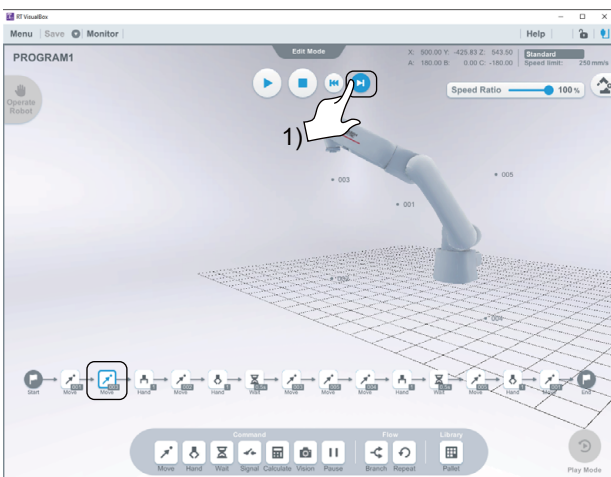 RT VisualBox
Menu Save Monitor Help
PROGRAM1
Edit Mode
X: 500.00 Y: -425.83 Z: 543.50
A: 180.00 B: 0.00 C: -180.00
Standard
Speed limit: 250 mm/s
Operate
Robot
Speed Ratio 100 %
1)
003
005
001
002
004
Start Move Move Hand Move Hand Wait Move Move Move Hand Wait Move Hand Move End
Command Flow Library
Move Hand Wait Signal Calculate Vision Pause Branch Repeat Pallet
Play Mode